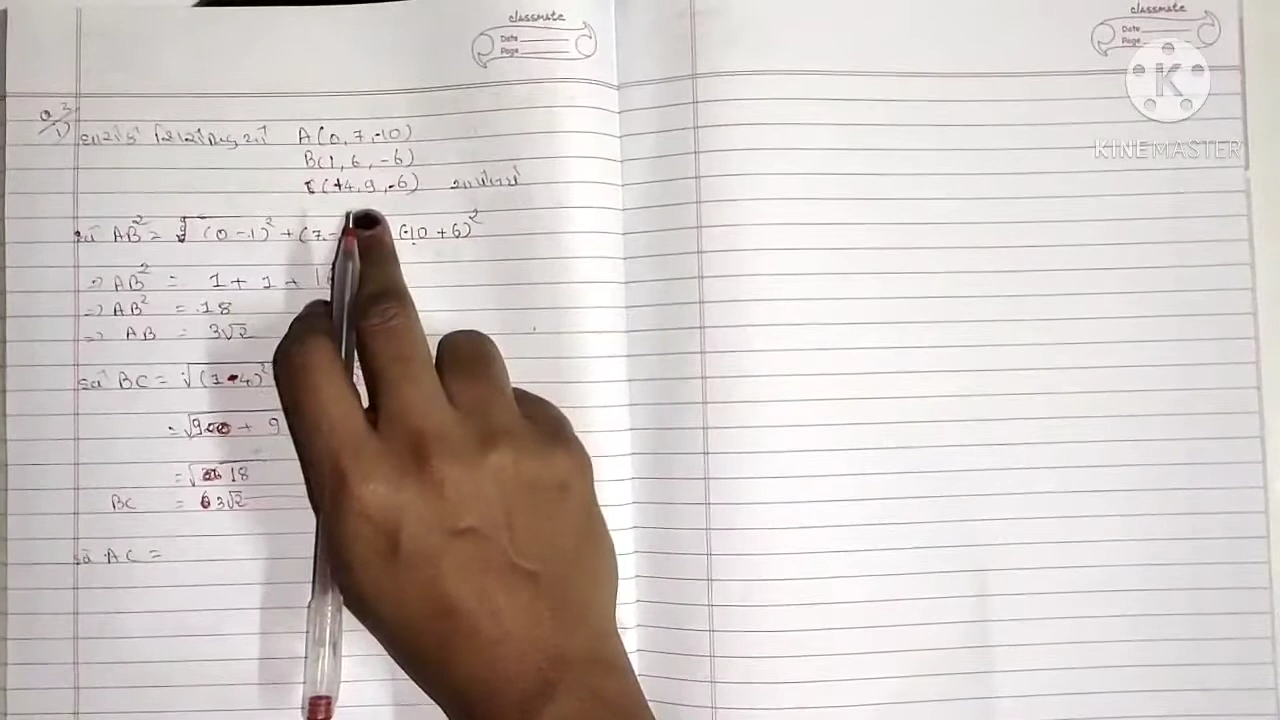 classmate
Date
Page
classmate
Date
Page
KINEMASTER
Q.3
1)
A(0, 7, -10)
B(1, 6, -6)
C(4, 9, -6)
AB² = (0-1)² + (7- (-10+6)²
⇒ AB² = 1 + 1 + 1
⇒ AB² = 18
⇒ AB = 3√2
BC = √(1-4)²
= √9 + 9
= √18
BC = 3√2
AC =